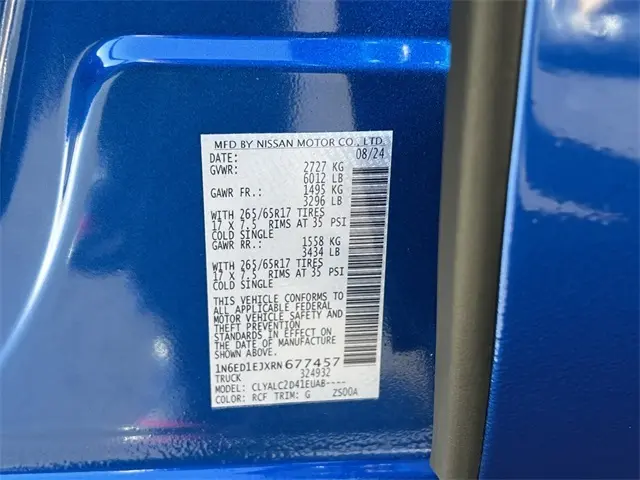 MFD BY NISSAN MOTOR CO., LTD.
DATE: 08/24
GVWR: 2727 KG
6012 LB
GAWR FR.: 1495 KG
3296 LB
WITH 265/65R17 TIRES
17 X 7.5 RIMS AT 35 PSI
COLD SINGLE
GAWR RR.: 1558 KG
3434 LB
WITH 265/65R17 TIRES
17 X 7.5 RIMS AT 35 PSI
COLD SINGLE
THIS VEHICLE CONFORMS TO
ALL APPLICABLE FEDERAL
MOTOR VEHICLE SAFETY AND
THEFT PREVENTION
STANDARDS IN EFFECT ON
THE DATE OF MANUFACTURE
SHOWN ABOVE.
1N6ED1EJXRN677457
TRUCK 324932
MODEL: CLYALC2D41EUAB----
COLOR: RCF TRIM: G ZS00A